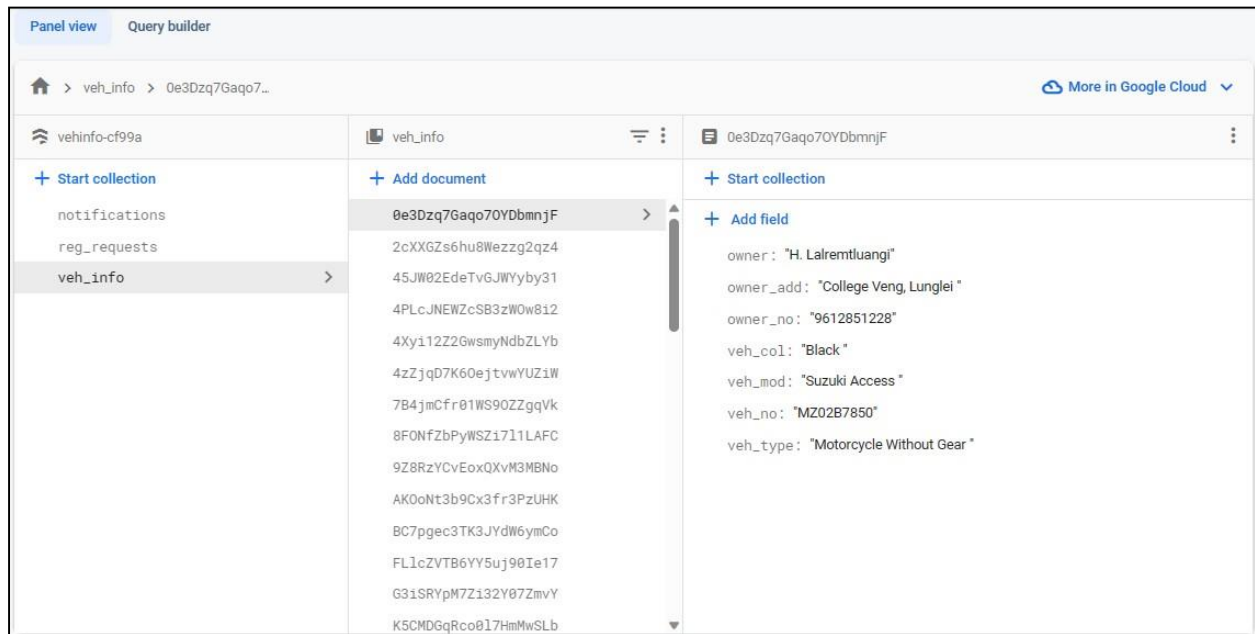 Panel view
Query builder
veh_info > 0e3Dzq7Gaqo7…
More in Google Cloud
vehinfo-cf99a
Start collection
notifications
reg_requests
veh_info
veh_info
Add document
0e3Dzq7Gaqo7OYDbmnjF
2cXXGZs6hu8Wezzg2qz4
45JW02EdeTvGJWYyby31
4PLcJNEWZcSB3zWOw8i2
4Xyi12Z2GwsmyNdbZLYb
4zZjqD7K6OejtvwYUZiW
7B4jmCfr01WS9OZZgqVk
8FONfZbPyWSZi7l1LAFC
9Z8RzYCvEoxQXvM3MBNo
AKOoNt3b9Cx3fr3PzUHK
BC7pgec3TK3JYdW6ymCo
FLlcZVTB6YY5uj90Ie17
G3iSRYpM7Zi32Y07ZmvY
K5CMDGqRco0l7HmMwSLb
0e3Dzq7Gaqo7OYDbmnjF
Start collection
Add field
owner: "H. Lalremtluangi"
owner_add: "College Veng, Lunglei "
owner_no: "9612851228"
veh_col: "Black "
veh_mod: "Suzuki Access "
veh_no: "MZ02B7850"
veh_type: "Motorcycle Without Gear "